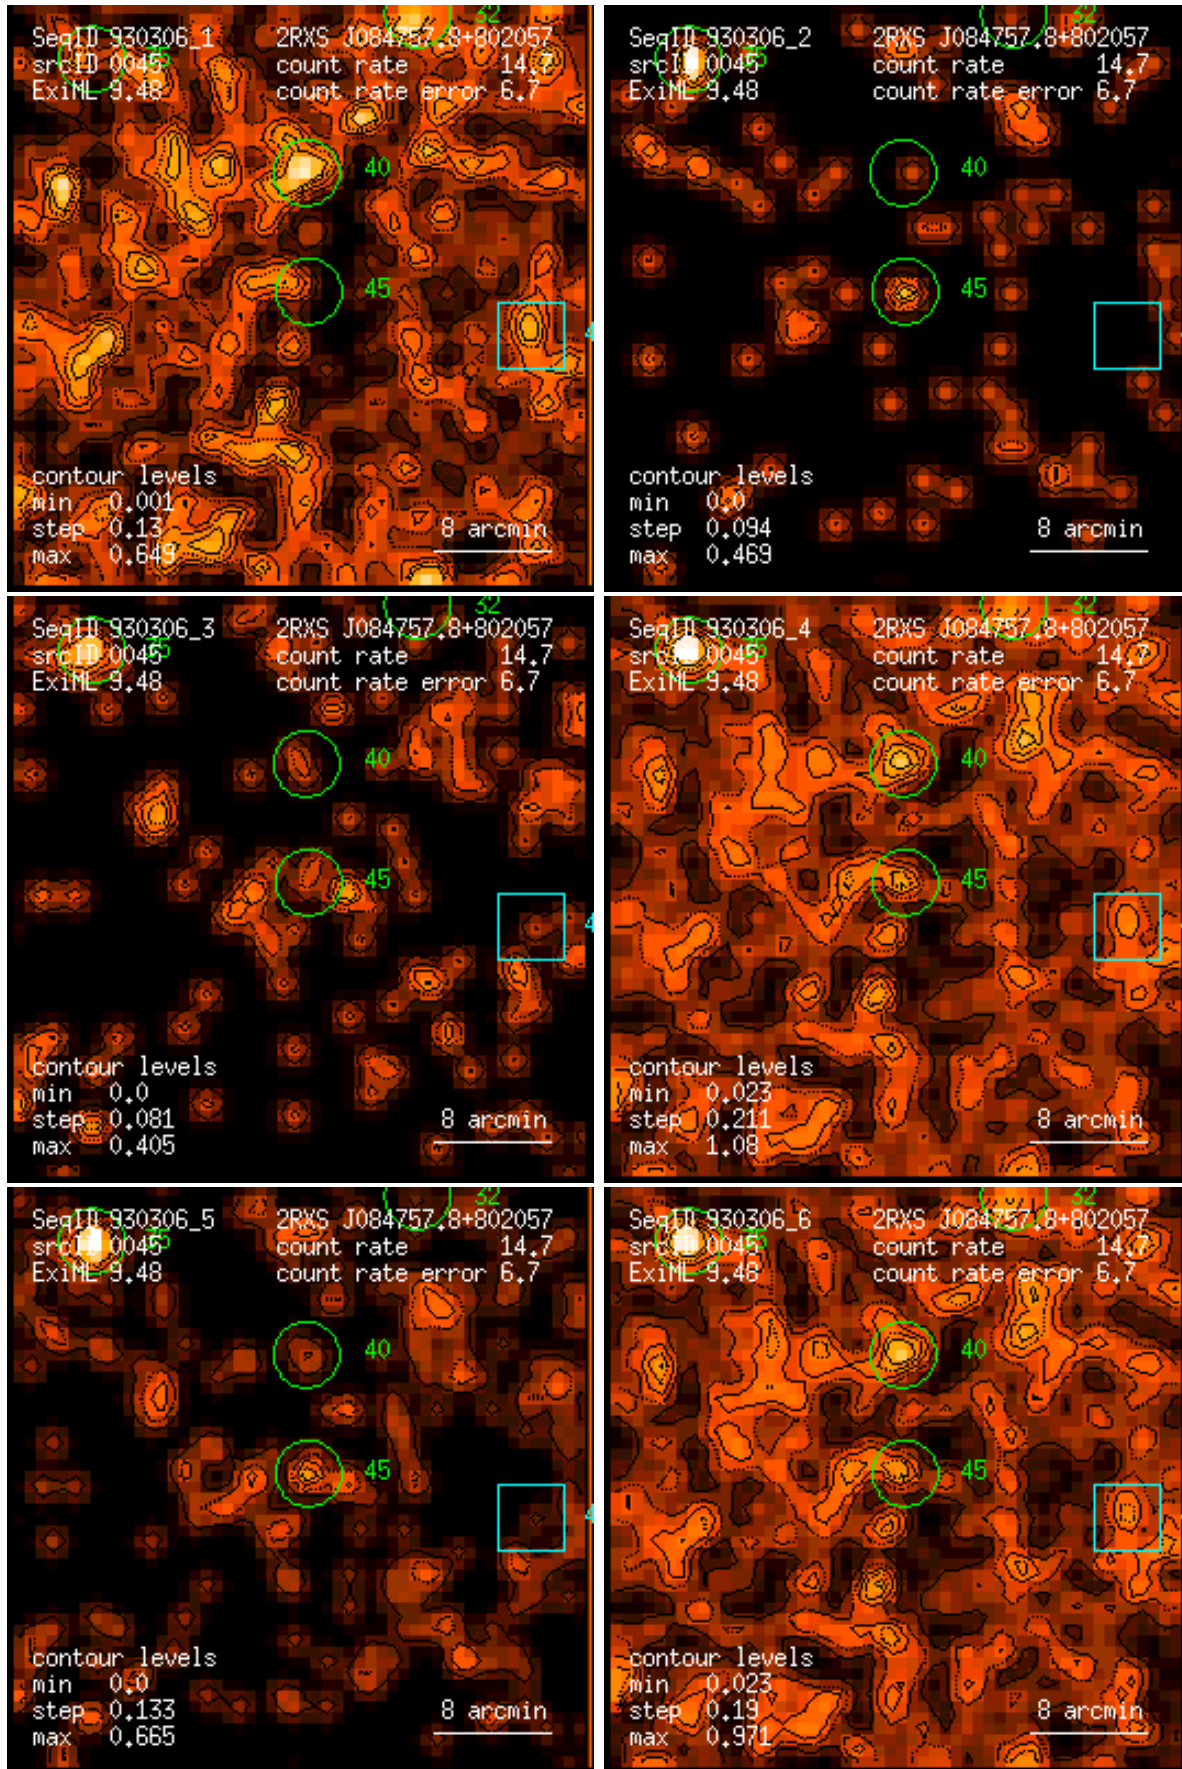 32
SeqID 930306_1 2RXS J084757.8+802057
srcID 0045 count rate 14.7
ExiML 9.48 count rate error 6.7
40
45
4
contour levels
min 0.001
step 0.13
max 0.649
8 arcmin
32
SeqID 930306_2 2RXS J084757.8+802057
srcID 0045 count rate 14.7
ExiML 9.48 count rate error 6.7
40
45
contour levels
min 0.0
step 0.094
max 0.469
8 arcmin
32
SeqID 930306_3 2RXS J084757.8+802057
srcID 0045 count rate 14.7
ExiML 9.48 count rate error 6.7
40
45
4
contour levels
min 0.0
step 0.081
max 0.405
8 arcmin
32
SeqID 930306_4 2RXS J084757.8+802057
srcID 0045 count rate 14.7
ExiML 9.48 count rate error 6.7
40
45
contour levels
min 0.023
step 0.211
max 1.08
8 arcmin
32
SeqID 930306_5 2RXS J084757.8+802057
srcID 0045 count rate 14.7
ExiML 9.48 count rate error 6.7
40
45
4
contour levels
min 0.0
step 0.133
max 0.665
8 arcmin
32
SeqID 930306_6 2RXS J084757.8+802057
srcID 0045 count rate 14.7
ExiML 9.48 count rate error 6.7
40
45
contour levels
min 0.023
step 0.19
max 0.971
8 arcmin